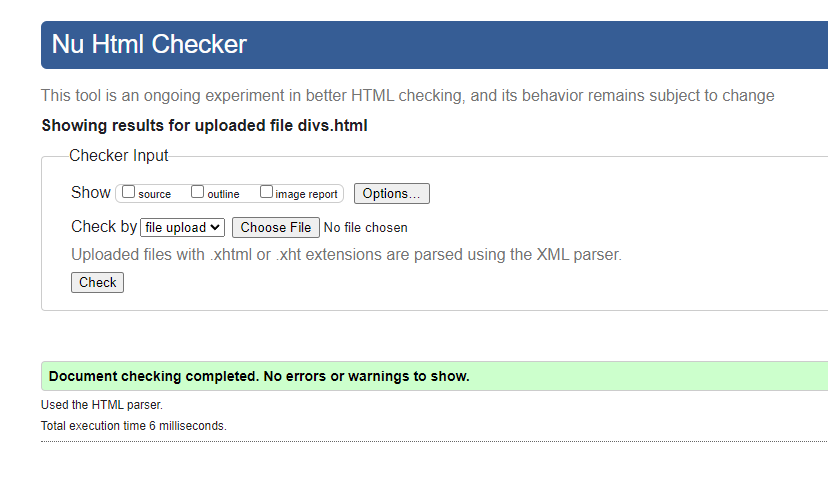 Nu Html Checker
This tool is an ongoing experiment in better HTML checking, and its behavior remains subject to change
Showing results for uploaded file divs.html
Checker Input
Show source outline image report Options...
Check by file upload Choose File No file chosen
Uploaded files with .xhtml or .xht extensions are parsed using the XML parser.
Check
Document checking completed. No errors or warnings to show.
Used the HTML parser.
Total execution time 6 milliseconds.